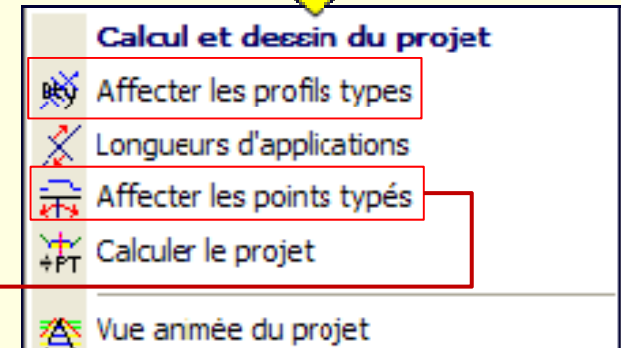 Calcul et dessin du projet
Affecter les profils types
Longueurs d'applications
Affecter les points typés
Calculer le projet
Vue animée du projet